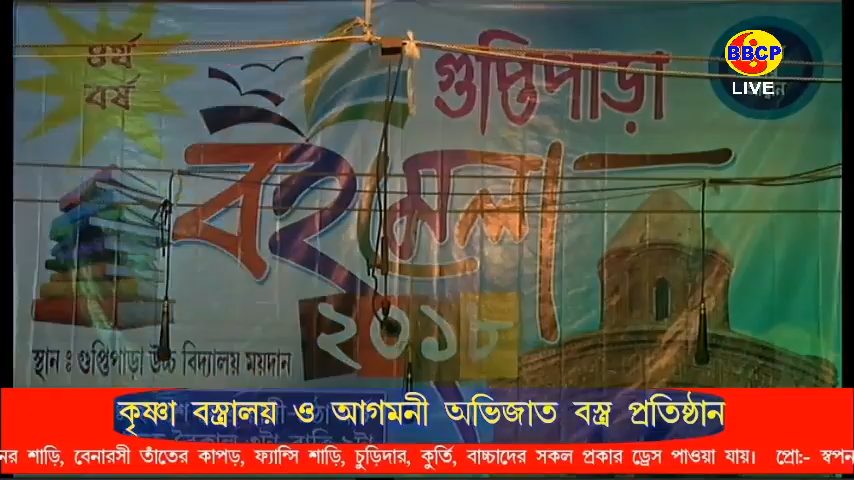 BBCP
LIVE
৪র্থ
বর্ষ
গুপ্তিপাড়া
বইমেলা
২০১৮
স্থান ঃ গুপ্তিপাড়া উচ্চ বিদ্যালয় ময়দান
কৃষ্ণা বস্ত্রালয় ও আগমনী অভিজাত বস্ত্র প্রতিষ্ঠান
শাড়ি, বেনারসী তাঁতের কাপড়, ফ্যান্সি শাড়ি, চুড়িদার, কুর্তি, বাচ্চাদের সকল প্রকার ড্রেস পাওয়া যায়। প্রো:- স্বপন